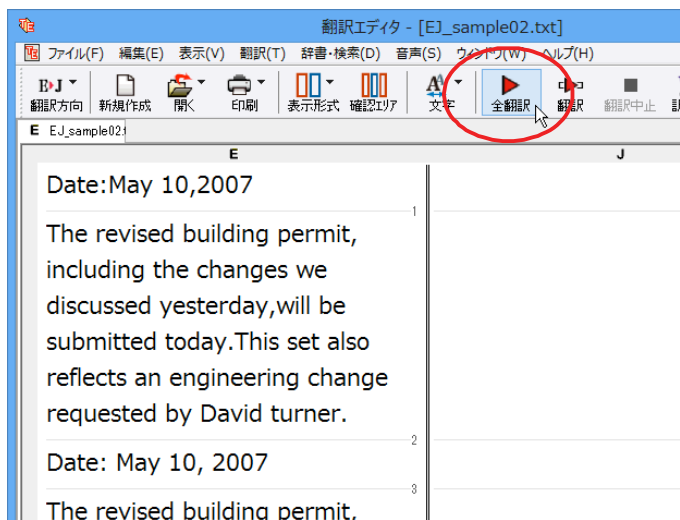 翻訳エディタ - [EJ_sample02.txt]
ファイル(F) 編集(E) 表示(V) 翻訳(T) 辞書・検索(D) 音声(S) ウィンドウ(W) ヘルプ(H)
E▸J
翻訳方向 新規作成 開く 印刷 表示形式 確認エリア 文字 全翻訳 翻訳 翻訳中止
E EJ_sample02
E J
Date:May 10,2007
1
The revised building permit,
including the changes we
discussed yesterday,will be
submitted today.This set also
reflects an engineering change
requested by David turner.
2
Date: May 10, 2007
3
The revised building permit,